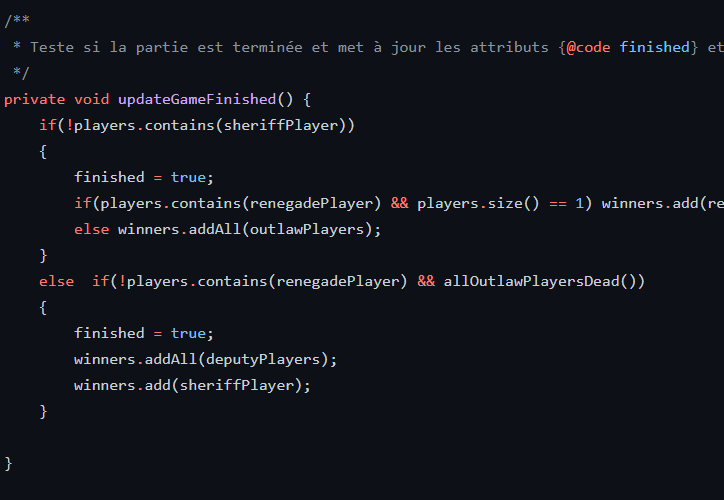 /**
 * Teste si la partie est terminée et met à jour les attributs {@code finished} et
 */
private void updateGameFinished() {
    if(!players.contains(sheriffPlayer))
    {
        finished = true;
        if(players.contains(renegadePlayer) && players.size() == 1) winners.add(re
        else winners.addAll(outlawPlayers);
    }
    else  if(!players.contains(renegadePlayer) && allOutlawPlayersDead())
    {
        finished = true;
        winners.addAll(deputyPlayers);
        winners.add(sheriffPlayer);
    }

}